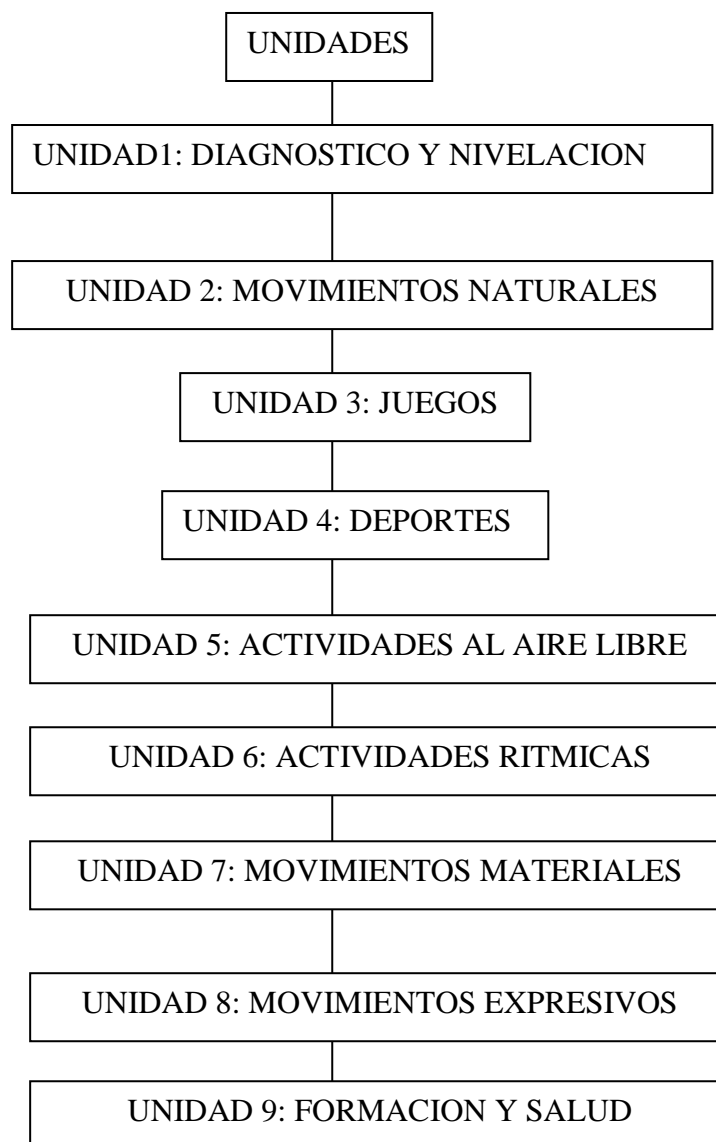 UNIDADES
UNIDAD1: DIAGNOSTICO Y NIVELACION
UNIDAD 2: MOVIMIENTOS NATURALES
UNIDAD 3: JUEGOS
UNIDAD 4: DEPORTES
UNIDAD 5: ACTIVIDADES AL AIRE LIBRE
UNIDAD 6: ACTIVIDADES RITMICAS
UNIDAD 7: MOVIMIENTOS MATERIALES
UNIDAD 8: MOVIMIENTOS EXPRESIVOS
UNIDAD 9: FORMACION Y SALUD